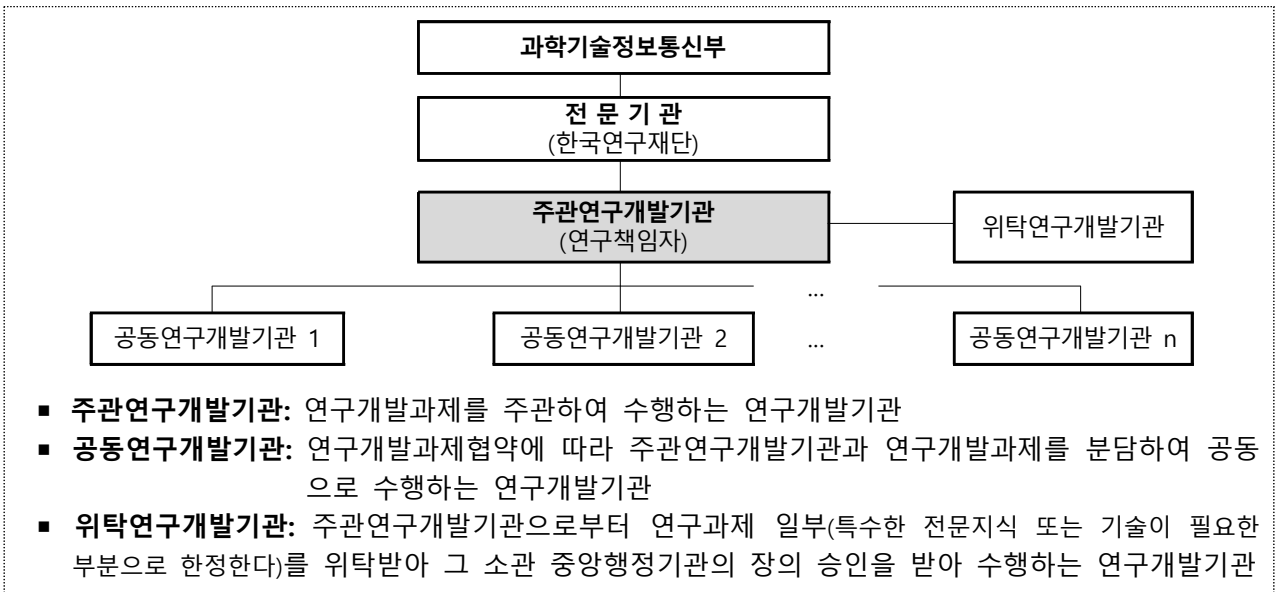 과학기술정보통신부
전 문 기 관
(한국연구재단)
주관연구개발기관
(연구책임자)
위탁연구개발기관
...
공동연구개발기관 1
공동연구개발기관 2
...
공동연구개발기관 n
▪ 주관연구개발기관: 연구개발과제를 주관하여 수행하는 연구개발기관
▪ 공동연구개발기관: 연구개발과제협약에 따라 주관연구개발기관과 연구개발과제를 분담하여 공동
으로 수행하는 연구개발기관
▪ 위탁연구개발기관: 주관연구개발기관으로부터 연구과제 일부(특수한 전문지식 또는 기술이 필요한
부분으로 한정한다)를 위탁받아 그 소관 중앙행정기관의 장의 승인을 받아 수행하는 연구개발기관